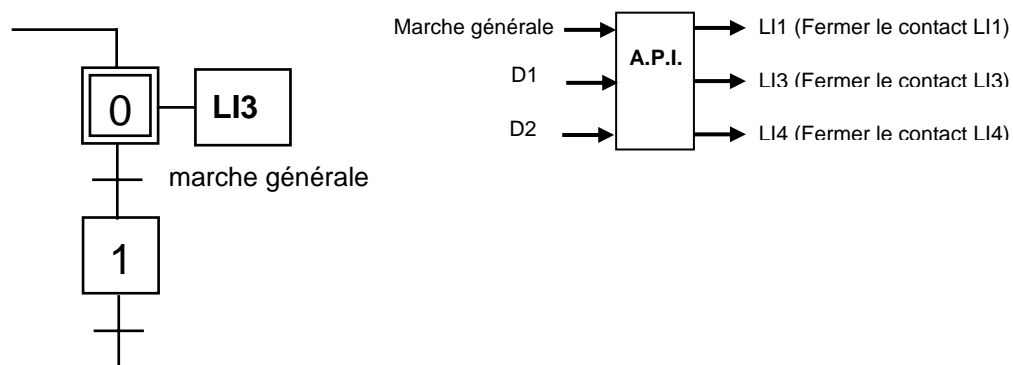 0
LI3
marche générale
1
Marche générale
D1
D2
A.P.I.
LI1 (Fermer le contact LI1)
LI3 (Fermer le contact LI3)
LI4 (Fermer le contact LI4)